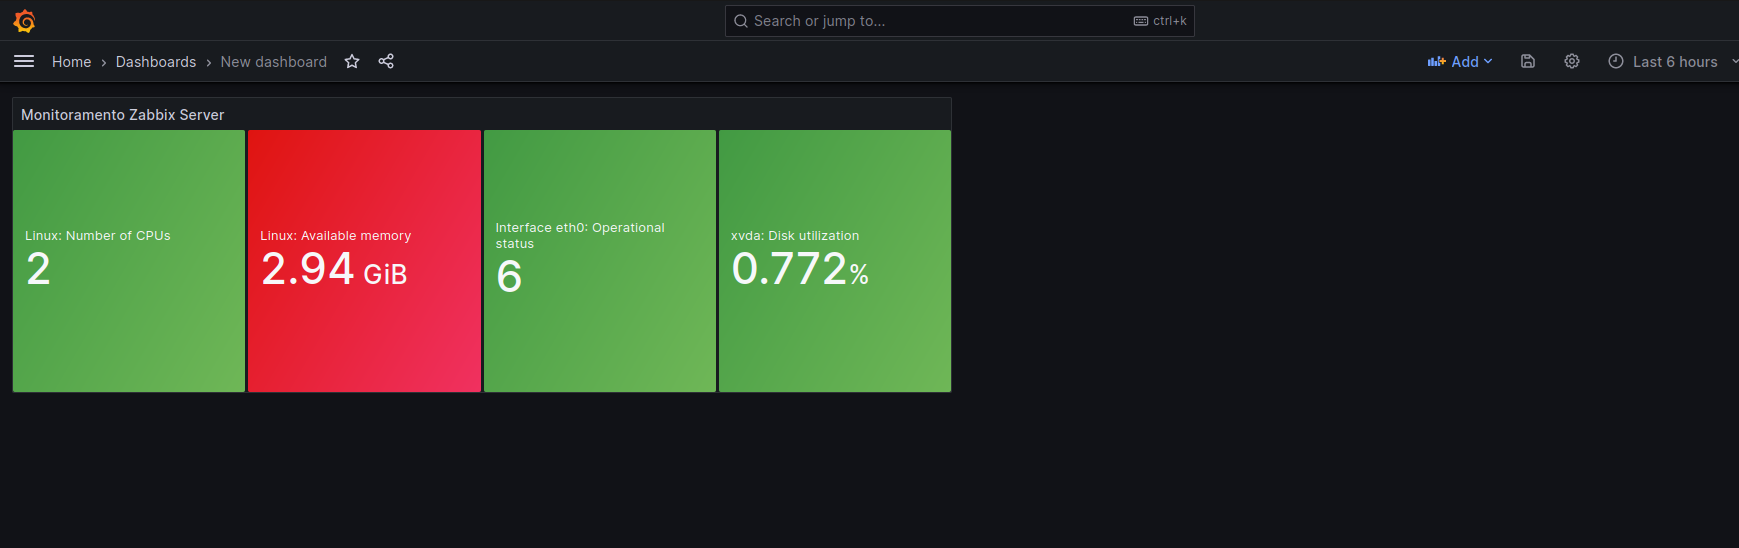 Search or jump to...
ctrl+k
Home › Dashboards › New dashboard
Add
Last 6 hours
Monitoramento Zabbix Server
Linux: Number of CPUs
2
Linux: Available memory
2.94 GiB
Interface eth0: Operational
status
6
xvda: Disk utilization
0.772%